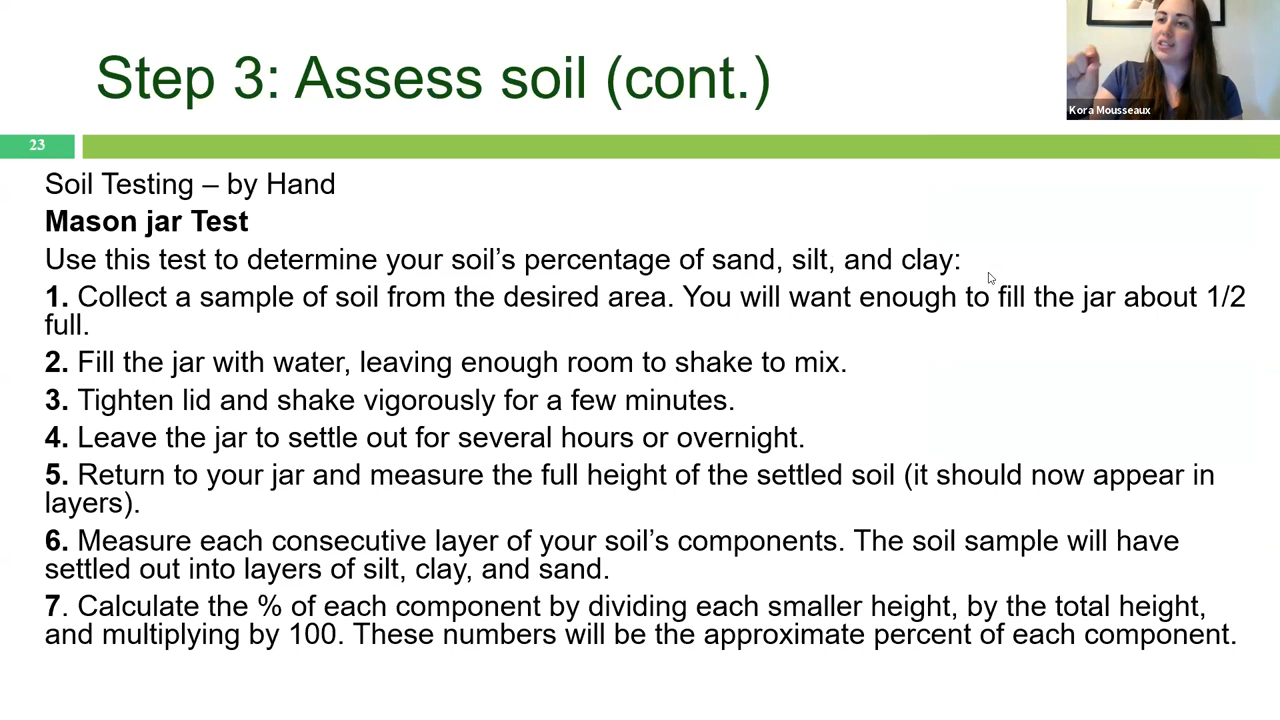 Step 3: Assess soil (cont.)
Kora Mousseaux
23
Soil Testing – by Hand
Mason jar Test
Use this test to determine your soil’s percentage of sand, silt, and clay:
1. Collect a sample of soil from the desired area. You will want enough to fill the jar about 1/2
full.
2. Fill the jar with water, leaving enough room to shake to mix.
3. Tighten lid and shake vigorously for a few minutes.
4. Leave the jar to settle out for several hours or overnight.
5. Return to your jar and measure the full height of the settled soil (it should now appear in
layers).
6. Measure each consecutive layer of your soil’s components. The soil sample will have
settled out into layers of silt, clay, and sand.
7. Calculate the % of each component by dividing each smaller height, by the total height,
and multiplying by 100. These numbers will be the approximate percent of each component.